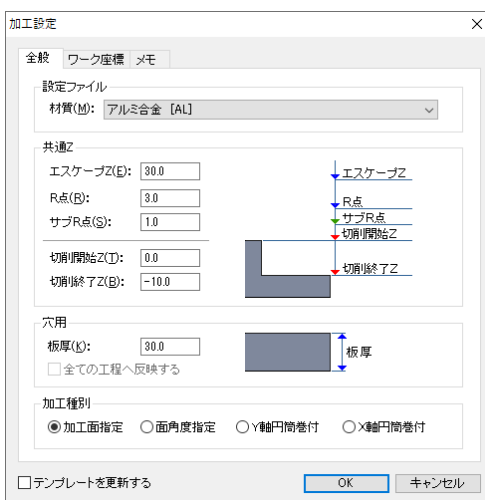 加工設定
全般 ワーク座標 メモ
設定ファイル
材質(M): アルミ合金 [AL]
共通Z
エスケープZ(E): 30.0
R点(R): 3.0
サブR点(S): 1.0
切削開始Z(T): 0.0
切削終了Z(B): -10.0
エスケープZ
R点
サブR点
切削開始Z
切削終了Z
穴用
板厚(K): 30.0
全ての工程へ反映する
板厚
加工種別
加工面指定 面角度指定 Y軸円筒巻付 X軸円筒巻付
テンプレートを更新する OK キャンセル